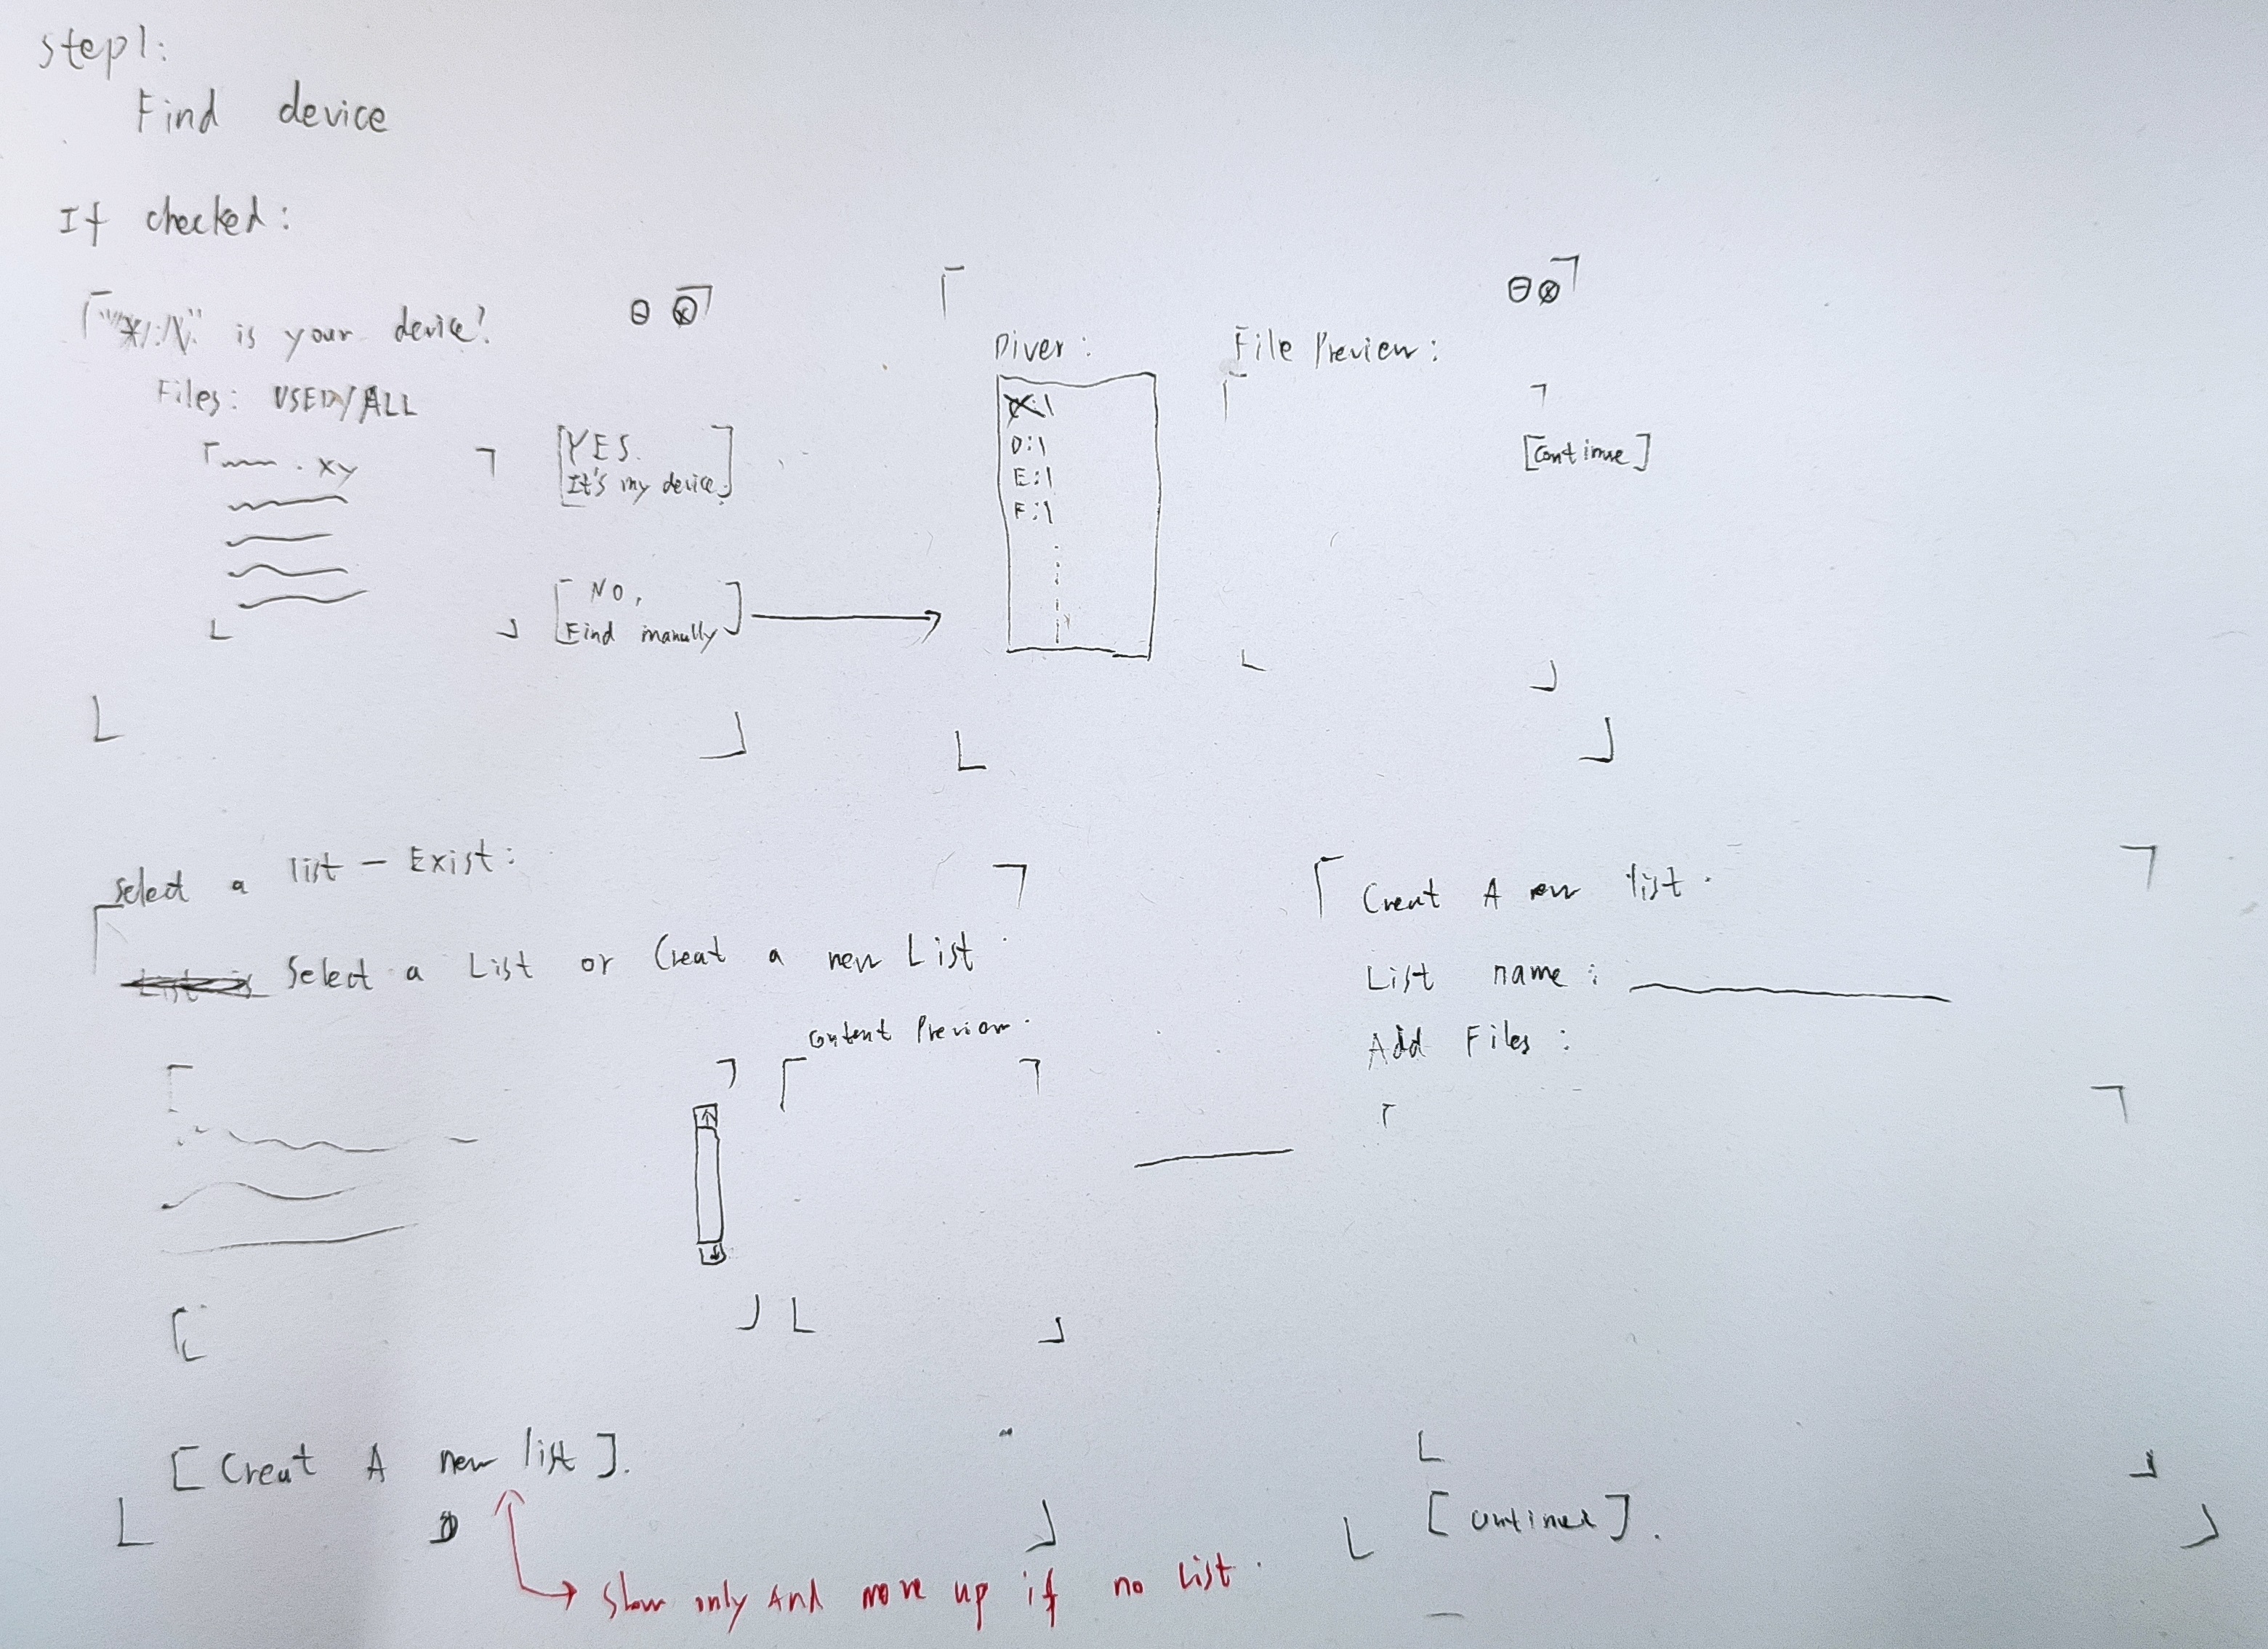 step1:
Find device
If checked:
is your device?
Files: USED/ALL
.xy
YES.
It's my device.
NO,
Find manully
Diver:
C:\
D:\
E:\
F:\
File Preview:
[Continue]
Select a list - Exist:
Select a List or Creat a new List
Content Preview.
[Creat A new list].
Show only And move up if no List.
Creat A new list.
List name:
Add Files:
[Continue].